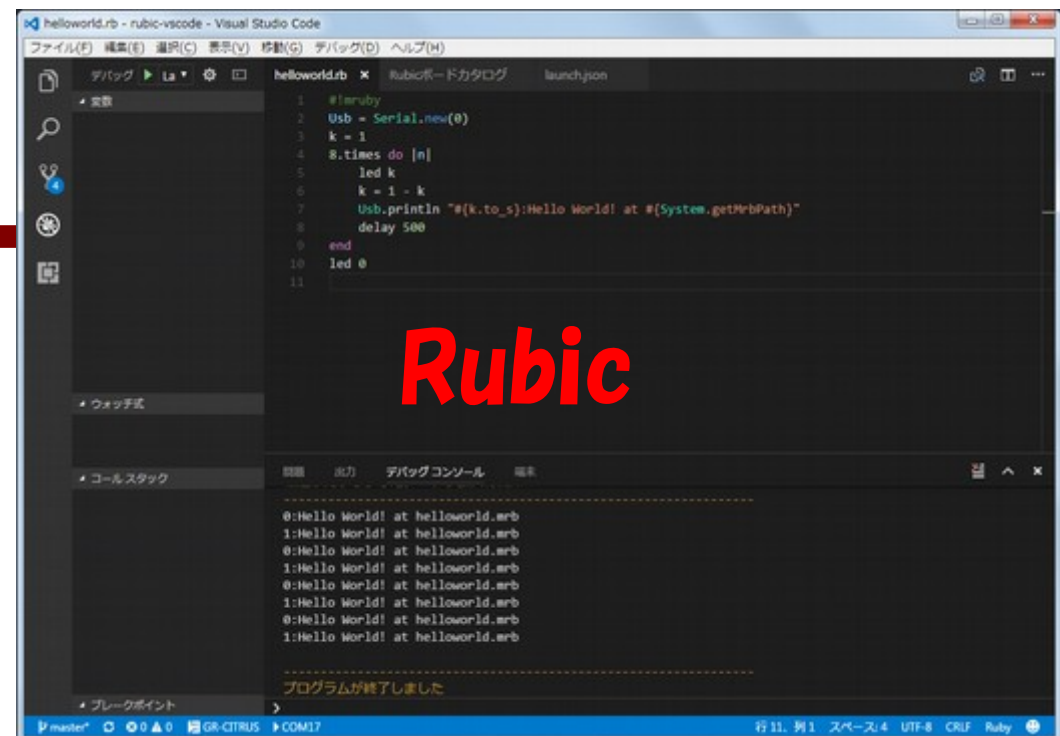 helloworld.rb - rubic-vscode - Visual Studio Code
ファイル(F) 編集(E) 選択(C) 表示(V) 移動(G) デバッグ(D) ヘルプ(H)
デバッグ La helloworld.rb × Rubicボードカタログ launch.json
変数
1 #!mruby
2 Usb = Serial.new(0)
3 k = 1
4 8.times do |n|
5 led k
6 k = 1 - k
7 Usb.println "#{k.to_s}:Hello World! at #{System.getMrbPath}"
8 delay 500
9 end
10 led 0
11
4
Rubic
ウォッチ式
コールスタック
問題 出力 デバッグ コンソール 端末
0:Hello World! at helloworld.mrb
1:Hello World! at helloworld.mrb
0:Hello World! at helloworld.mrb
1:Hello World! at helloworld.mrb
0:Hello World! at helloworld.mrb
1:Hello World! at helloworld.mrb
0:Hello World! at helloworld.mrb
1:Hello World! at helloworld.mrb
プログラムが終了しました
ブレークポイント
master* 0 0 GR-CITRUS COM17 行 11、列 1 スペース: 4 UTF-8 CRLF Ruby